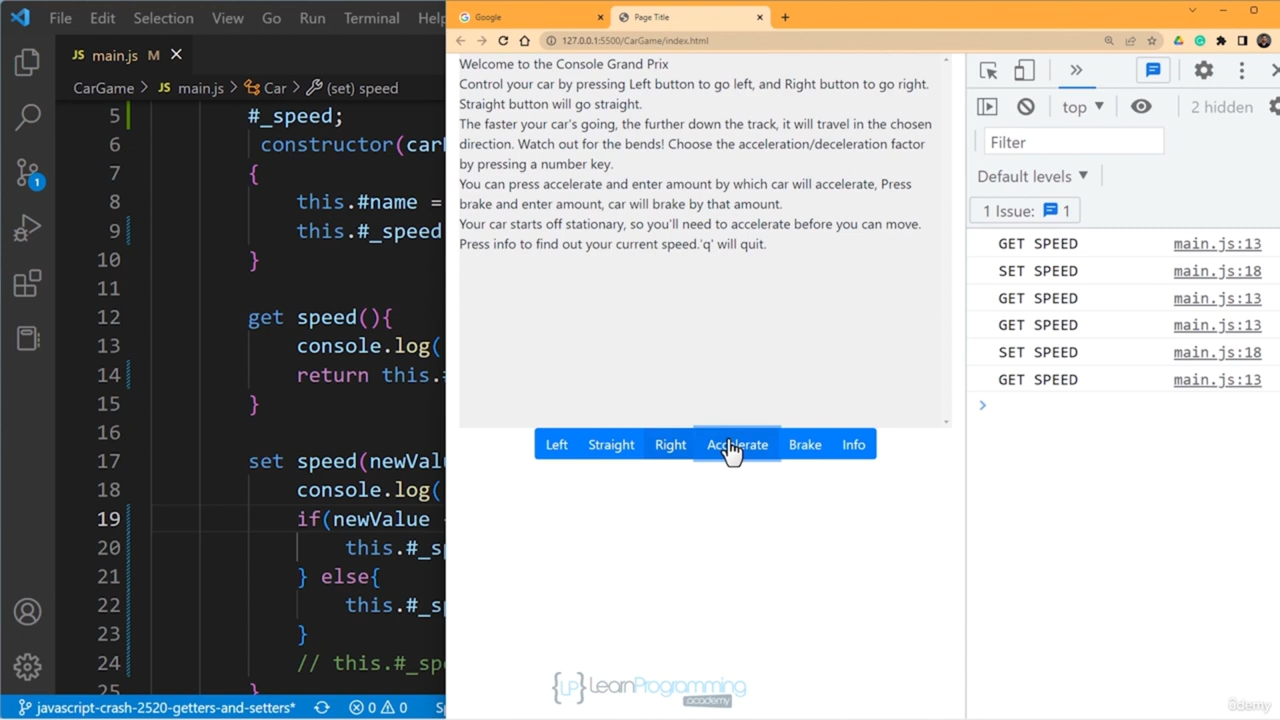 File Edit Selection View Go Run Terminal Hel
main.js M
CarGame > JS main.js > Car > (set) speed
5 #_speed;
6 constructor(car
7 {
8 this.#name =
9 this.#_speed
10 }
11
12 get speed(){
13 console.log(
14 return this.
15 }
16
17 set speed(newVal
18 console.log(
19 if(newValue
20 this.#_sp
21 } else{
22 this.#_sp
23 }
24 // this.#_spe
25 }
1
javascript-crash-2520-getters-and-setters* 0 0 Sp
Google
Page Title
127.0.0.1:5500/CarGame/index.html
Welcome to the Console Grand Prix
Control your car by pressing Left button to go left, and Right button to go right.
Straight button will go straight.
The faster your car's going, the further down the track, it will travel in the chosen
direction. Watch out for the bends! Choose the acceleration/deceleration factor
by pressing a number key.
You can press accelerate and enter amount by which car will accelerate, Press
brake and enter amount, car will brake by that amount.
Your car starts off stationary, so you'll need to accelerate before you can move.
Press info to find out your current speed.'q' will quit.
Left Straight Right Accelerate Brake Info
top 2 hidden
Filter
Default levels
1 Issue: 1
GET SPEED main.js:13
SET SPEED main.js:18
GET SPEED main.js:13
GET SPEED main.js:13
SET SPEED main.js:18
GET SPEED main.js:13
{LP} LearnProgramming
academy
ûdemy